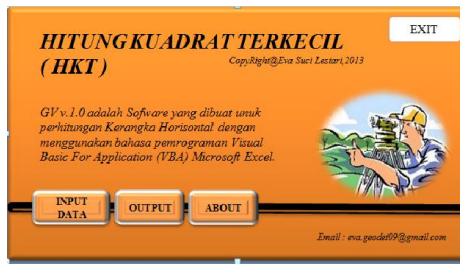 HITUNG KUADRAT TERKECIL
( HKT )
CopyRight@Eva Suci Lestari,2013
EXIT
GV v.1.0 adalah Sofware yang dibuat unuk
perhitungan Kerangka Horisontal dengan
menggunakan bahasa pemrograman Visual
Basic For Application (VBA) Microsoft Excel.
INPUT
DATA
OUTPUT
ABOUT
Email : eva.geodet09@gmail.com